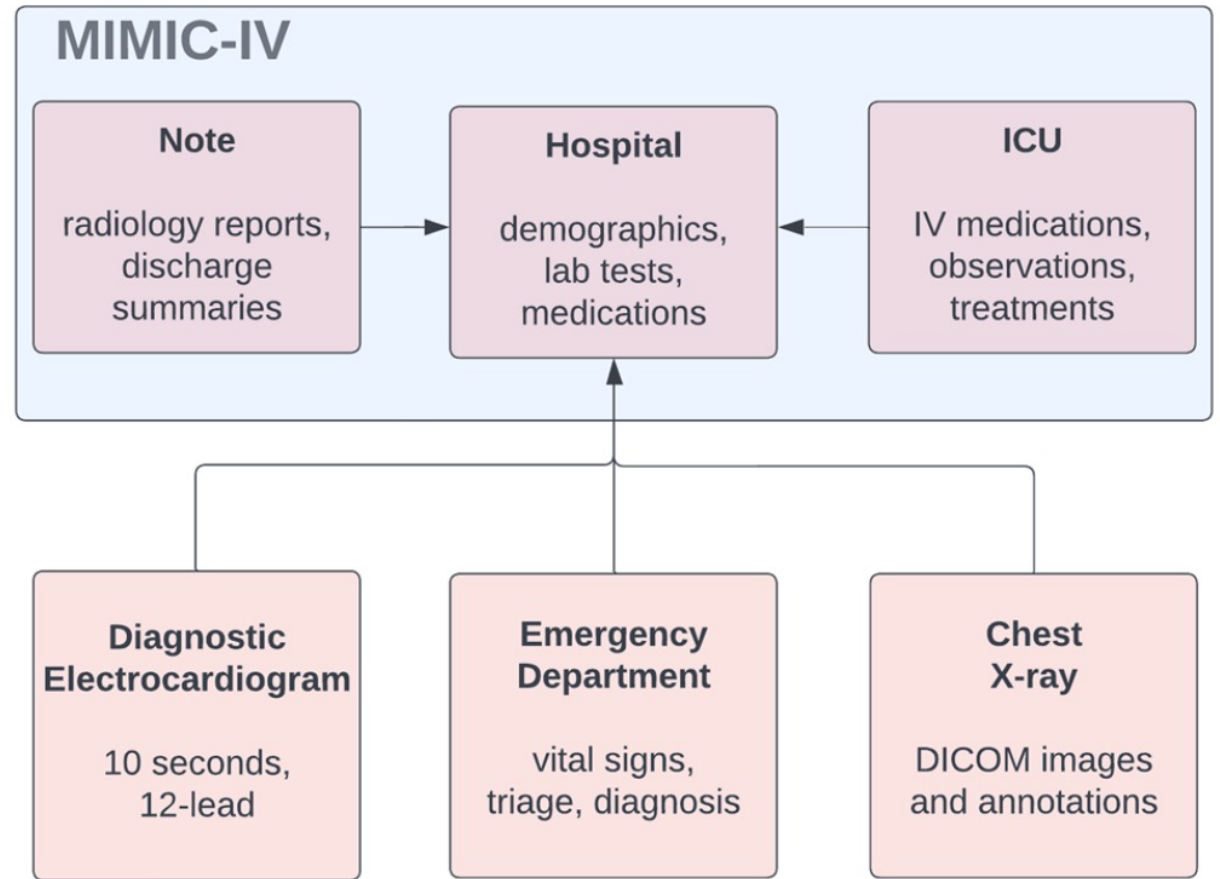 MIMIC-IV
Note
radiology reports,
discharge
summaries
Hospital
demographics,
lab tests,
medications
ICU
IV medications,
observations,
treatments
Diagnostic
Electrocardiogram
10 seconds,
12-lead
Emergency
Department
vital signs,
triage, diagnosis
Chest
X-ray
DICOM images
and annotations